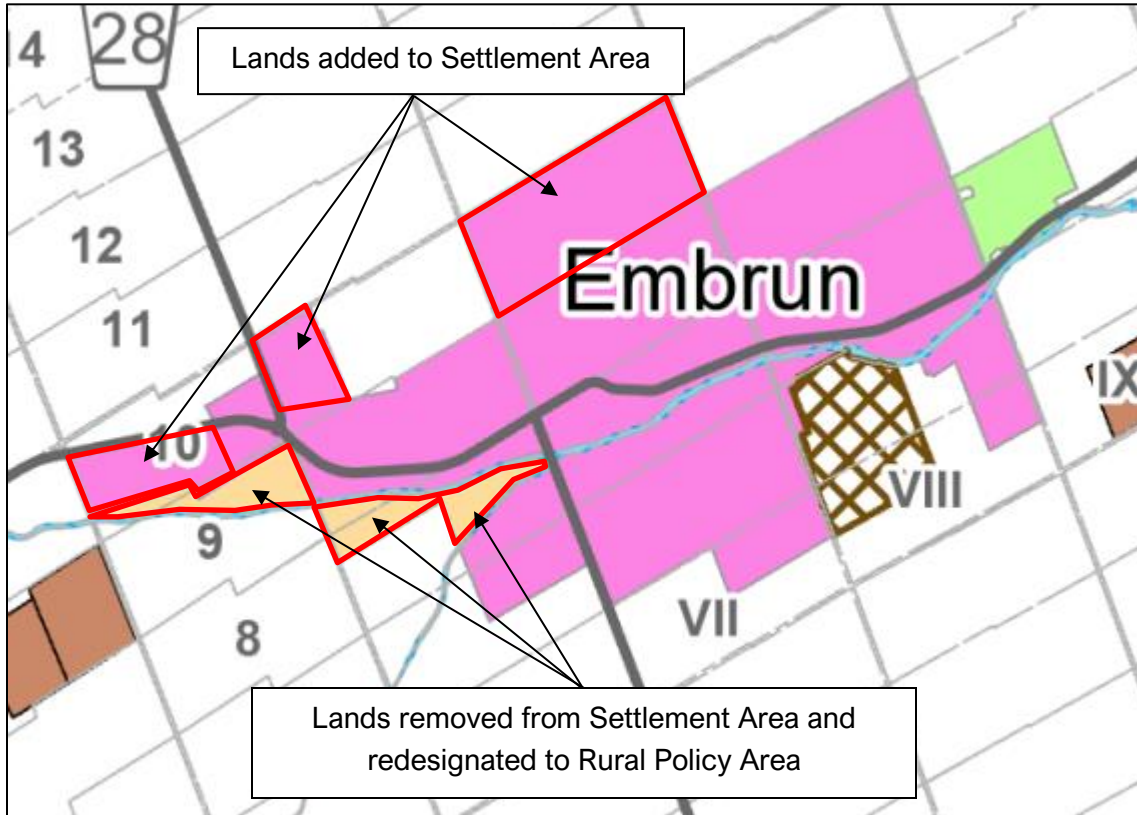 14
28
Lands added to Settlement Area
13
12
Embrun
11
IX
10
VIII
9
VII
8
Lands removed from Settlement Area and
redesignated to Rural Policy Area